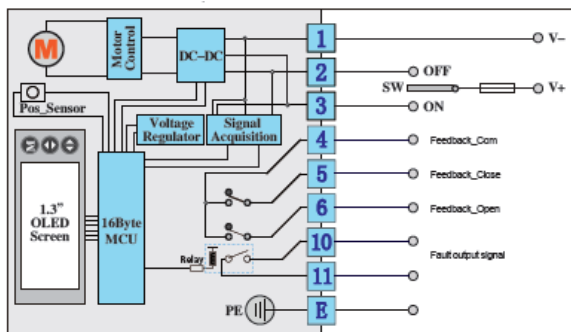 M
Motor
Control
DC-DC
1
V-
2
OFF
SW
V+
3
ON
Pos_Sensor
Voltage
Regulator
Signal
Acquisition
4
Feedback_Com
5
Feedback_Close
6
Feedback_Open
1.3"
OLED
Screen
16Byte
MCU
Relay
10
Fault output signal
11
PE
E